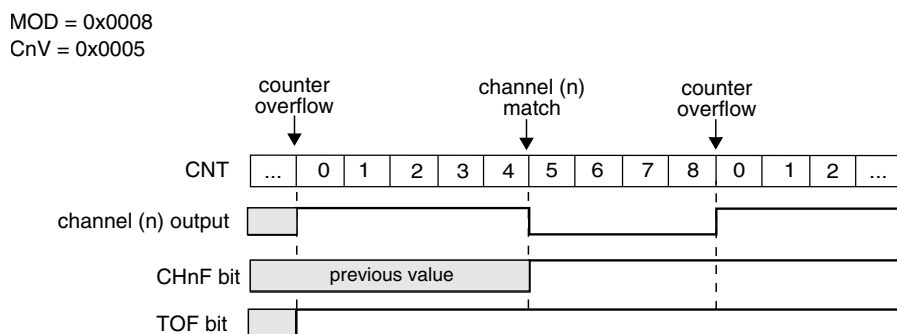 MOD = 0x0008
CnV = 0x0005
counter overflow
channel (n) match
counter overflow
CNT ... 0 1 2 3 4 5 6 7 8 0 1 2 ...
channel (n) output
CHnF bit previous value
TOF bit